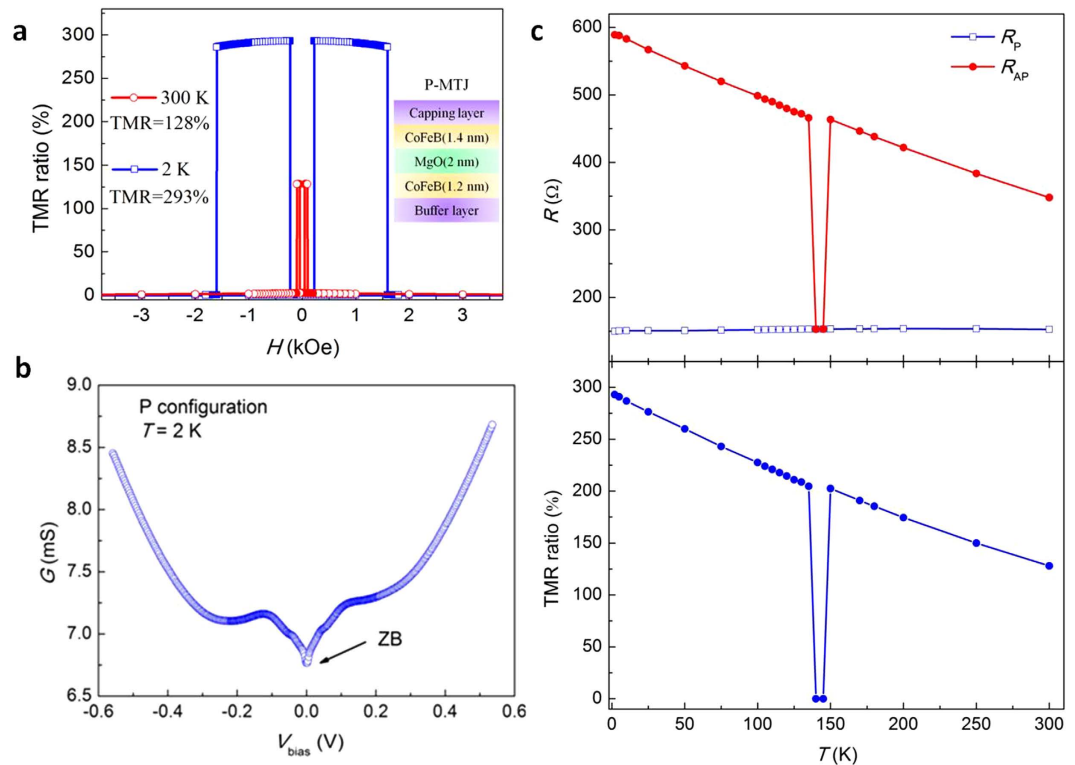 a
TMR ratio (%)
300
250
200
150
100
50
0
300 K
TMR=128%
2 K
TMR=293%
P-MTJ
Capping layer
CoFeB(1.4 nm)
MgO(2 nm)
CoFeB(1.2 nm)
Buffer layer
-3 -2 -1 0 1 2 3
H (kOe)
b
G (mS)
9.0
8.5
8.0
7.5
7.0
6.5
P configuration
T = 2 K
ZB
-0.6 -0.4 -0.2 0.0 0.2 0.4 0.6
Vbias (V)
c
R (Ω)
600
500
400
300
200
RP
RAP
TMR ratio (%)
300
250
200
150
100
50
0
0 50 100 150 200 250 300
T (K)